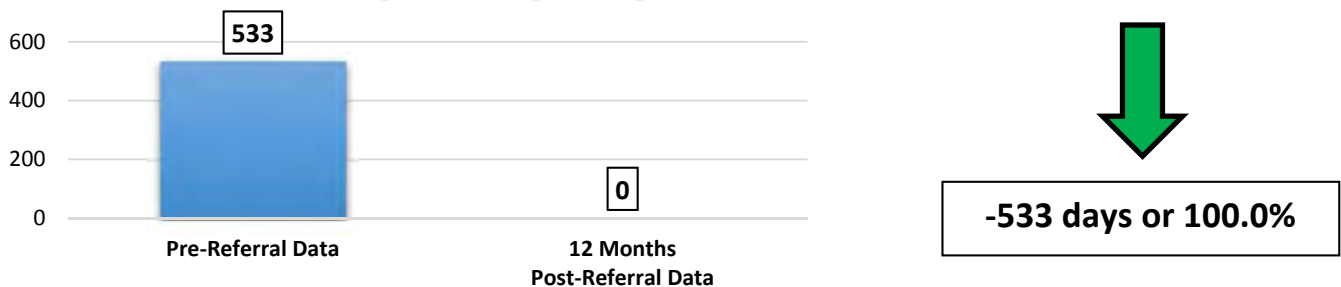 533
600
400
200
0
0
Pre-Referral Data
12 Months
Post-Referral Data
-533 days or 100.0%